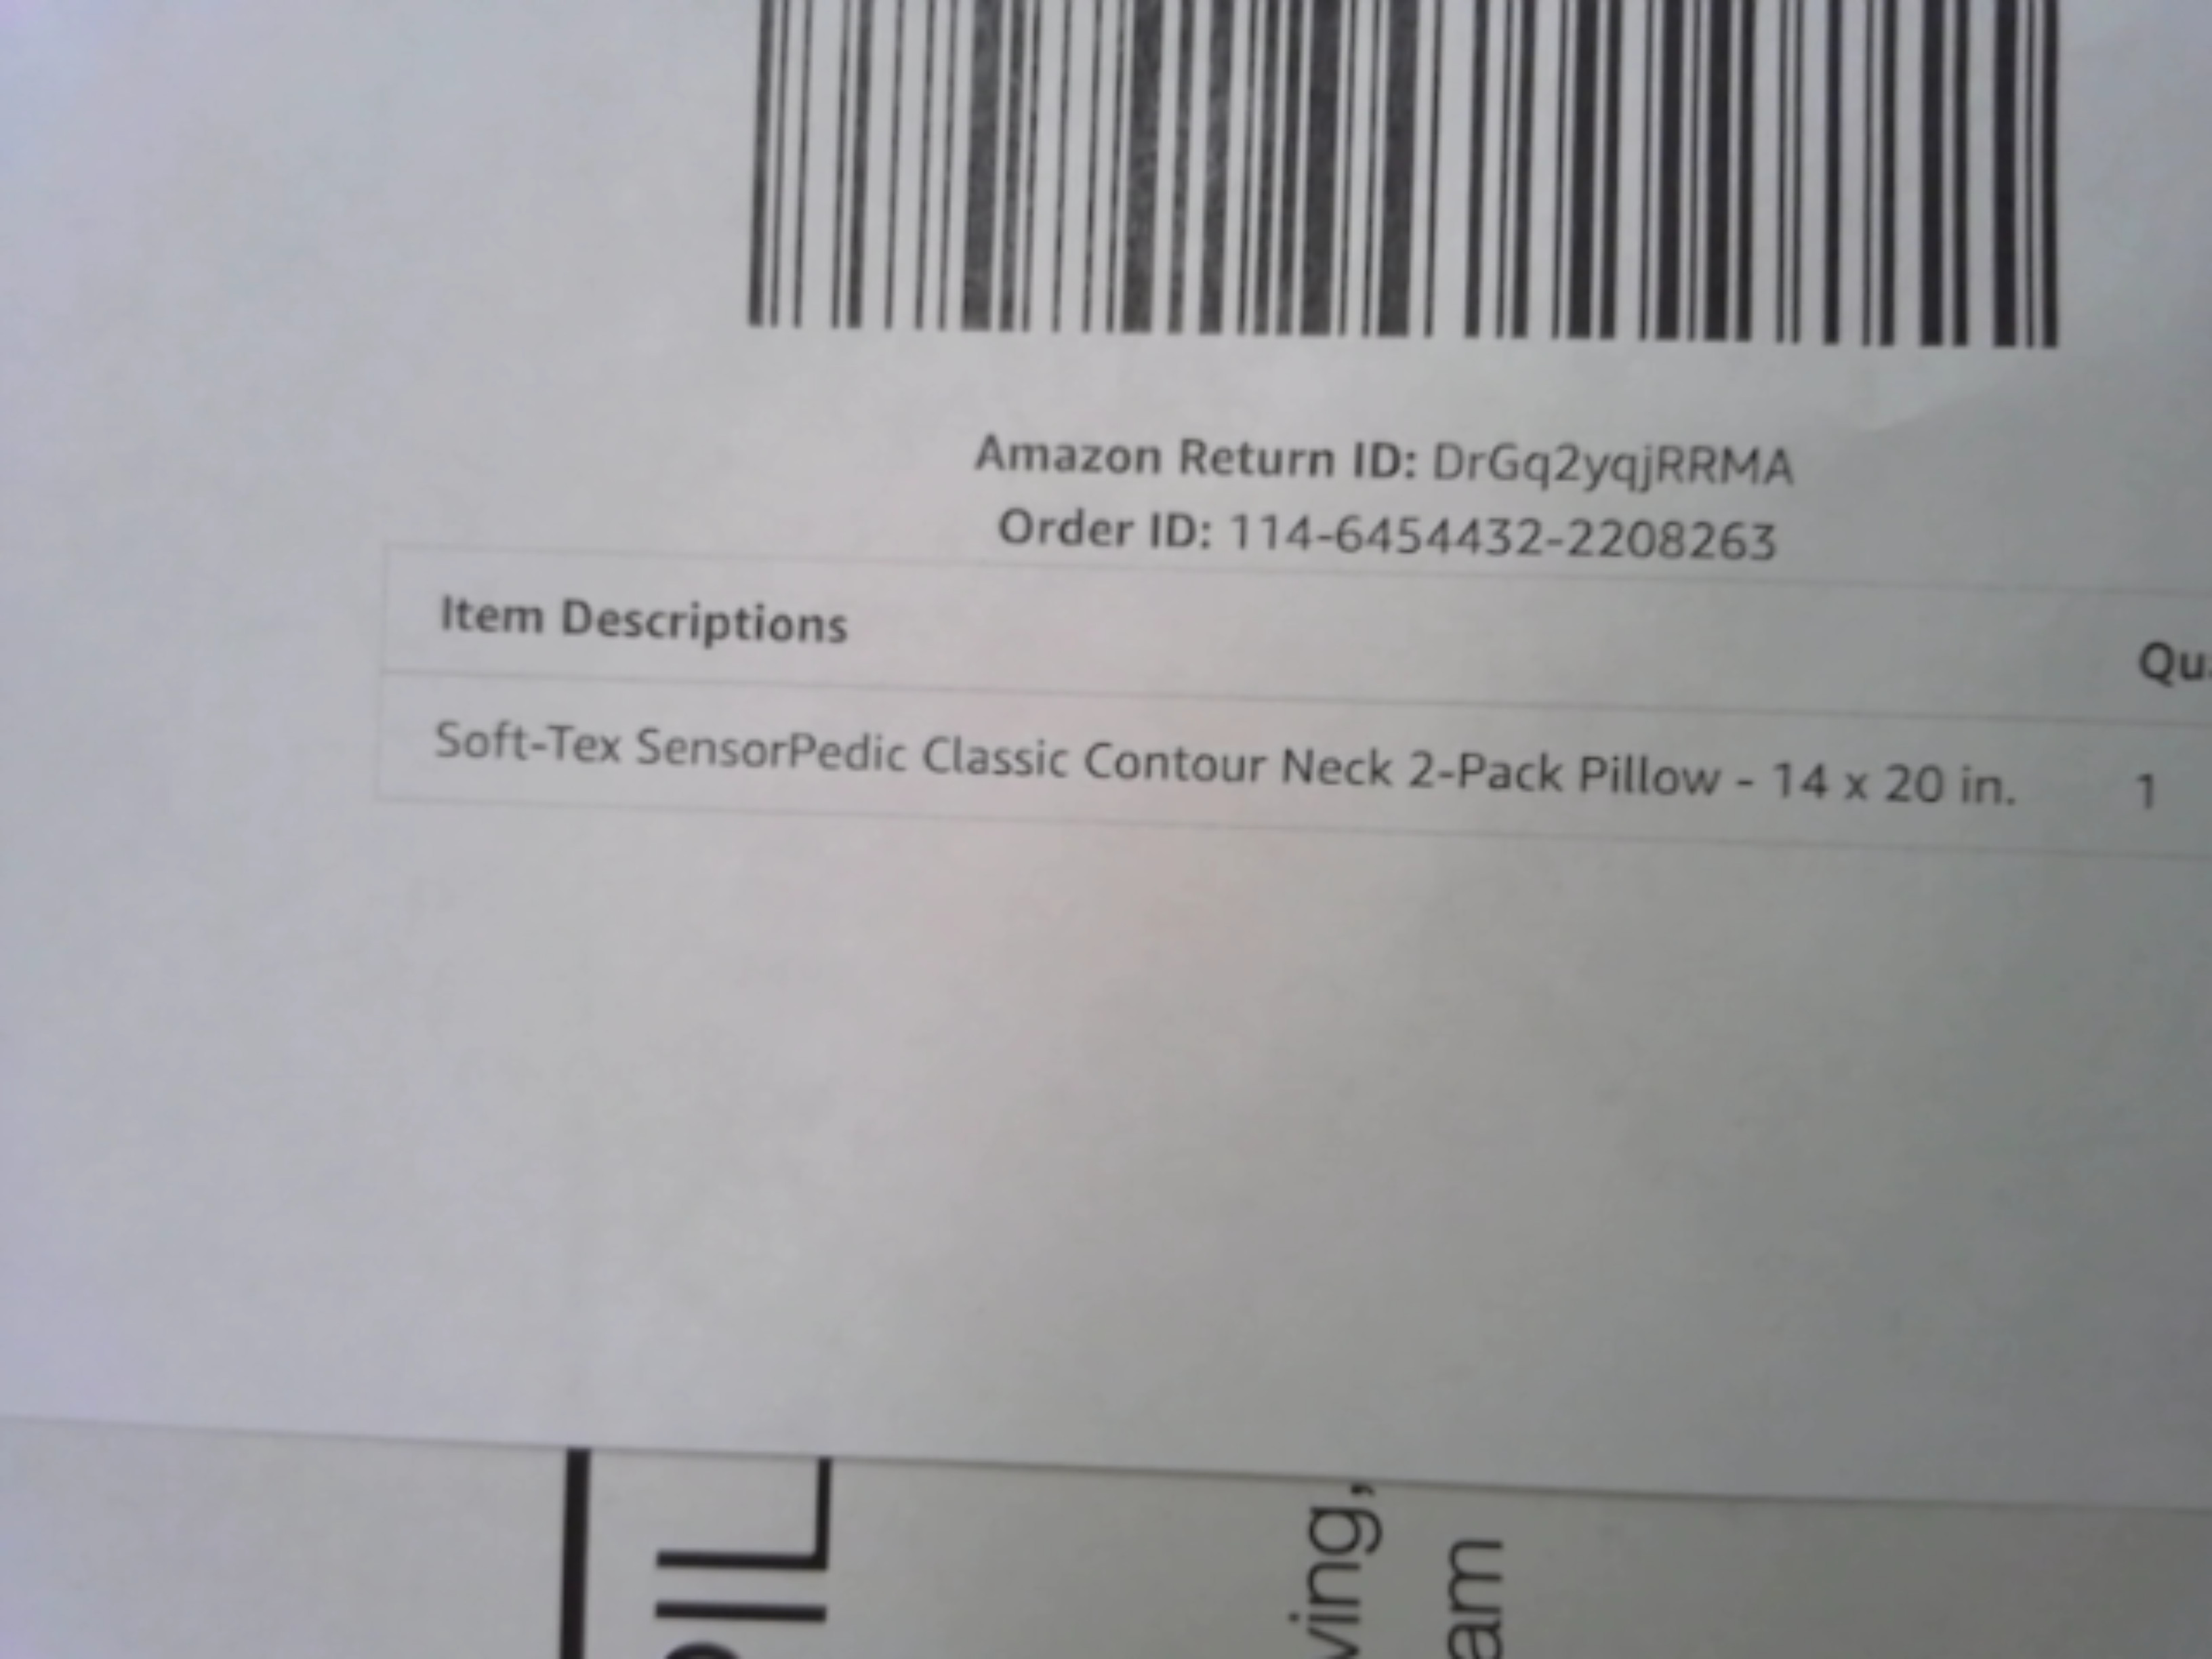 Amazon Return ID: DrGq2yqjRRMA
Order ID: 114-6454432-2208263
Item Descriptions
Soft-Tex SensorPedic Classic Contour Neck 2-Pack Pillow - 14 x 20 in. 1